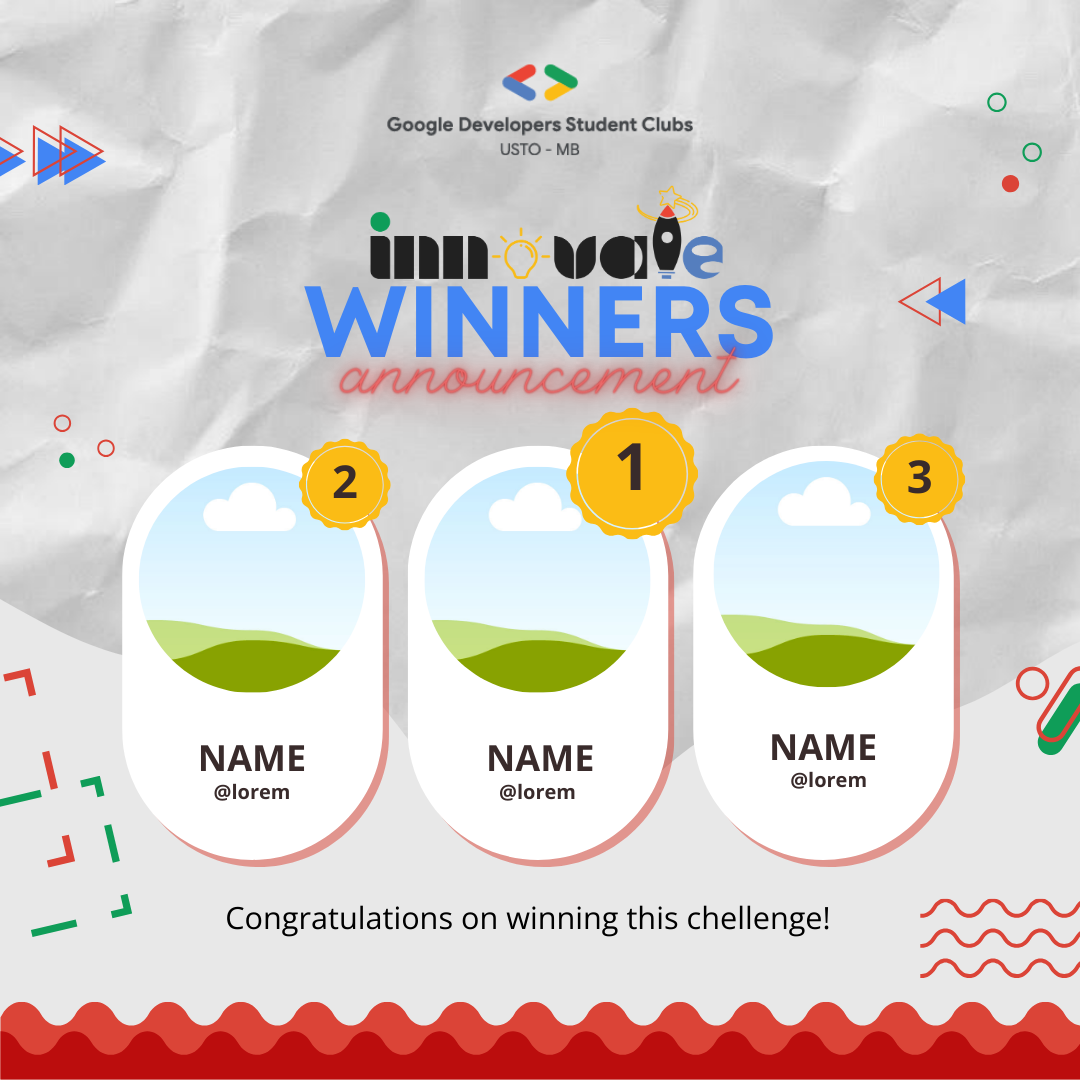 Google Developers Student Clubs
USTO - MB
innovate
WINNERS
announcement
2
1
3
NAME
@lorem
NAME
@lorem
NAME
@lorem
Congratulations on winning this chellenge!